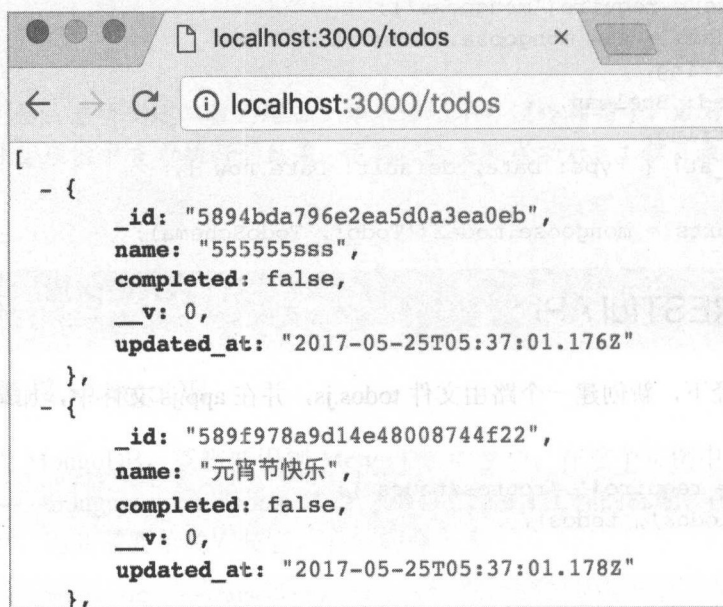 localhost:3000/todos ×
localhost:3000/todos
[
- {
_id: "5894bda796e2ea5d0a3ea0eb",
name: "555555sss",
completed: false,
__v: 0,
updated_at: "2017-05-25T05:37:01.176Z"
},
- {
_id: "589f978a9d14e48008744f22",
name: "元宵节快乐",
completed: false,
__v: 0,
updated_at: "2017-05-25T05:37:01.178Z"
},